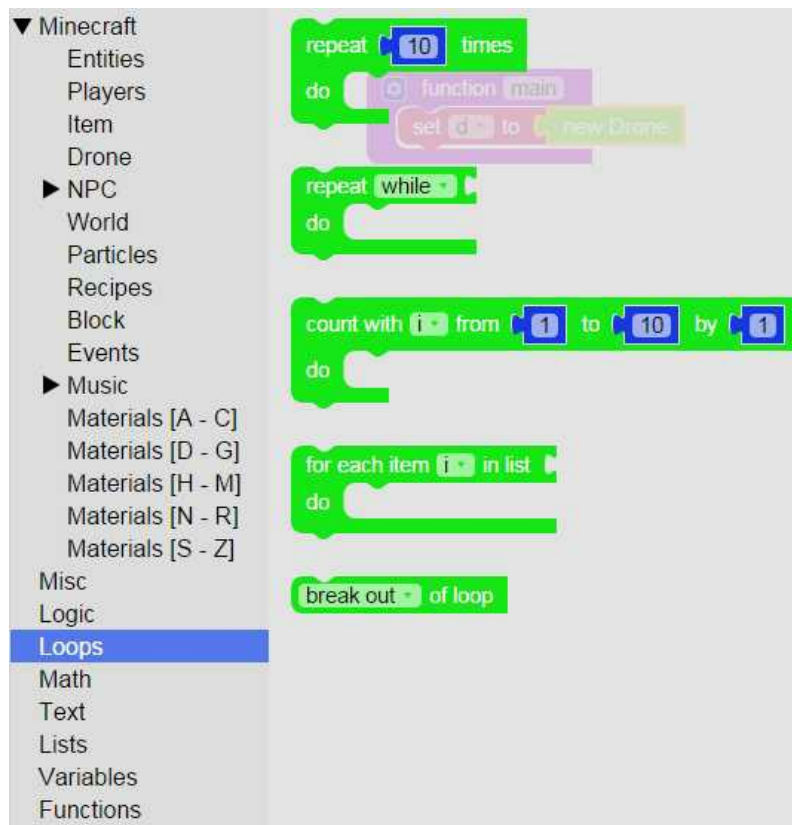 ▼ Minecraft
Entities
Players
Item
Drone
▶ NPC
World
Particles
Recipes
Block
Events
▶ Music
Materials [A - C]
Materials [D - G]
Materials [H - M]
Materials [N - R]
Materials [S - Z]
Misc
Logic
Loops
Math
Text
Lists
Variables
Functions
repeat 10 times
do
function main
set d to new Drone
repeat while
do
count with i from 1 to 10 by 1
do
for each item i in list
do
break out of loop